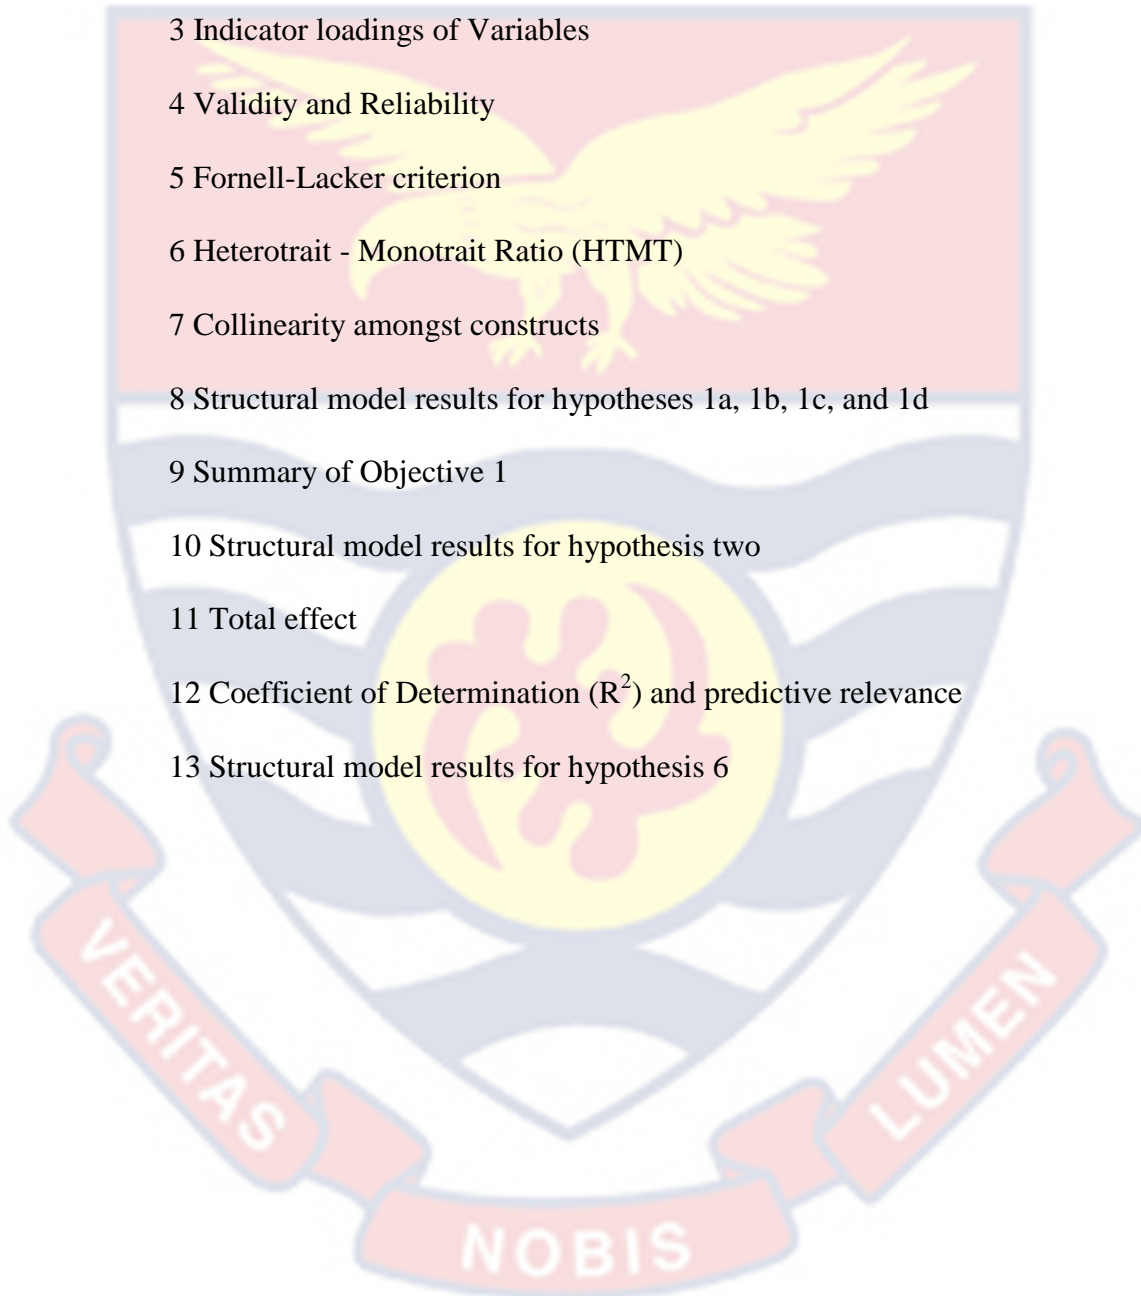 3 Indicator loadings of Variables
4 Validity and Reliability
5 Fornell-Lacker criterion
6 Heterotrait - Monotrait Ratio (HTMT)
7 Collinearity amongst constructs
8 Structural model results for hypotheses 1a, 1b, 1c, and 1d
9 Summary of Objective 1
10 Structural model results for hypothesis two
11 Total effect
12 Coefficient of Determination (R²) and predictive relevance
13 Structural model results for hypothesis 6
VERITAS
NOBIS
LUMEN